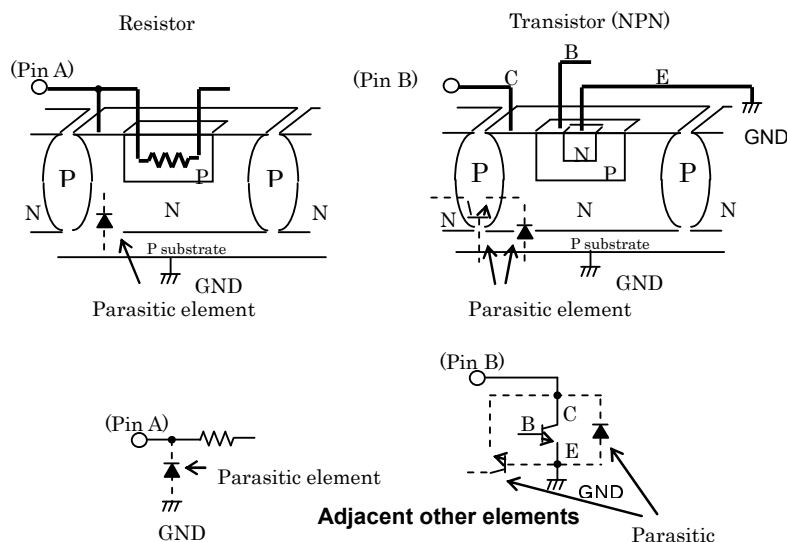 Resistor
Transistor (NPN)
(Pin A)
(Pin B)
C
B
E
GND
P
P
P
N
N
N
P substrate
GND
Parasitic element
P
N
P
P
N
N
N
P substrate
GND
Parasitic element
(Pin A)
Parasitic element
GND
(Pin B)
C
B
E
GND
Adjacent other elements
Parasitic